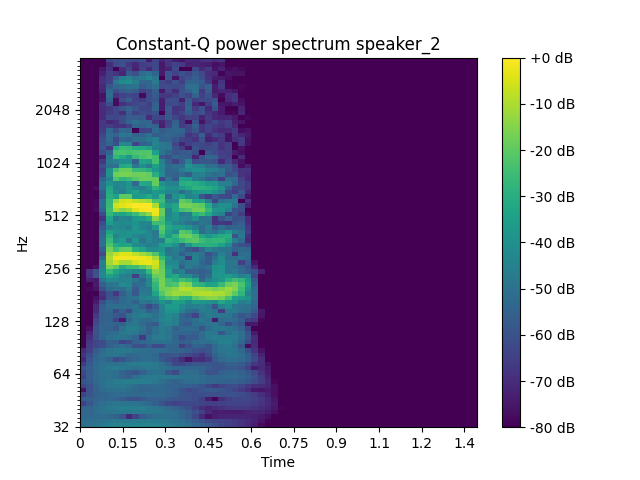 Constant-Q power spectrum speaker_2
Hz
2048
1024
512
256
128
64
32
0 0.15 0.3 0.45 0.6 0.75 0.9 1.1 1.2 1.4
Time
+0 dB
-10 dB
-20 dB
-30 dB
-40 dB
-50 dB
-60 dB
-70 dB
-80 dB